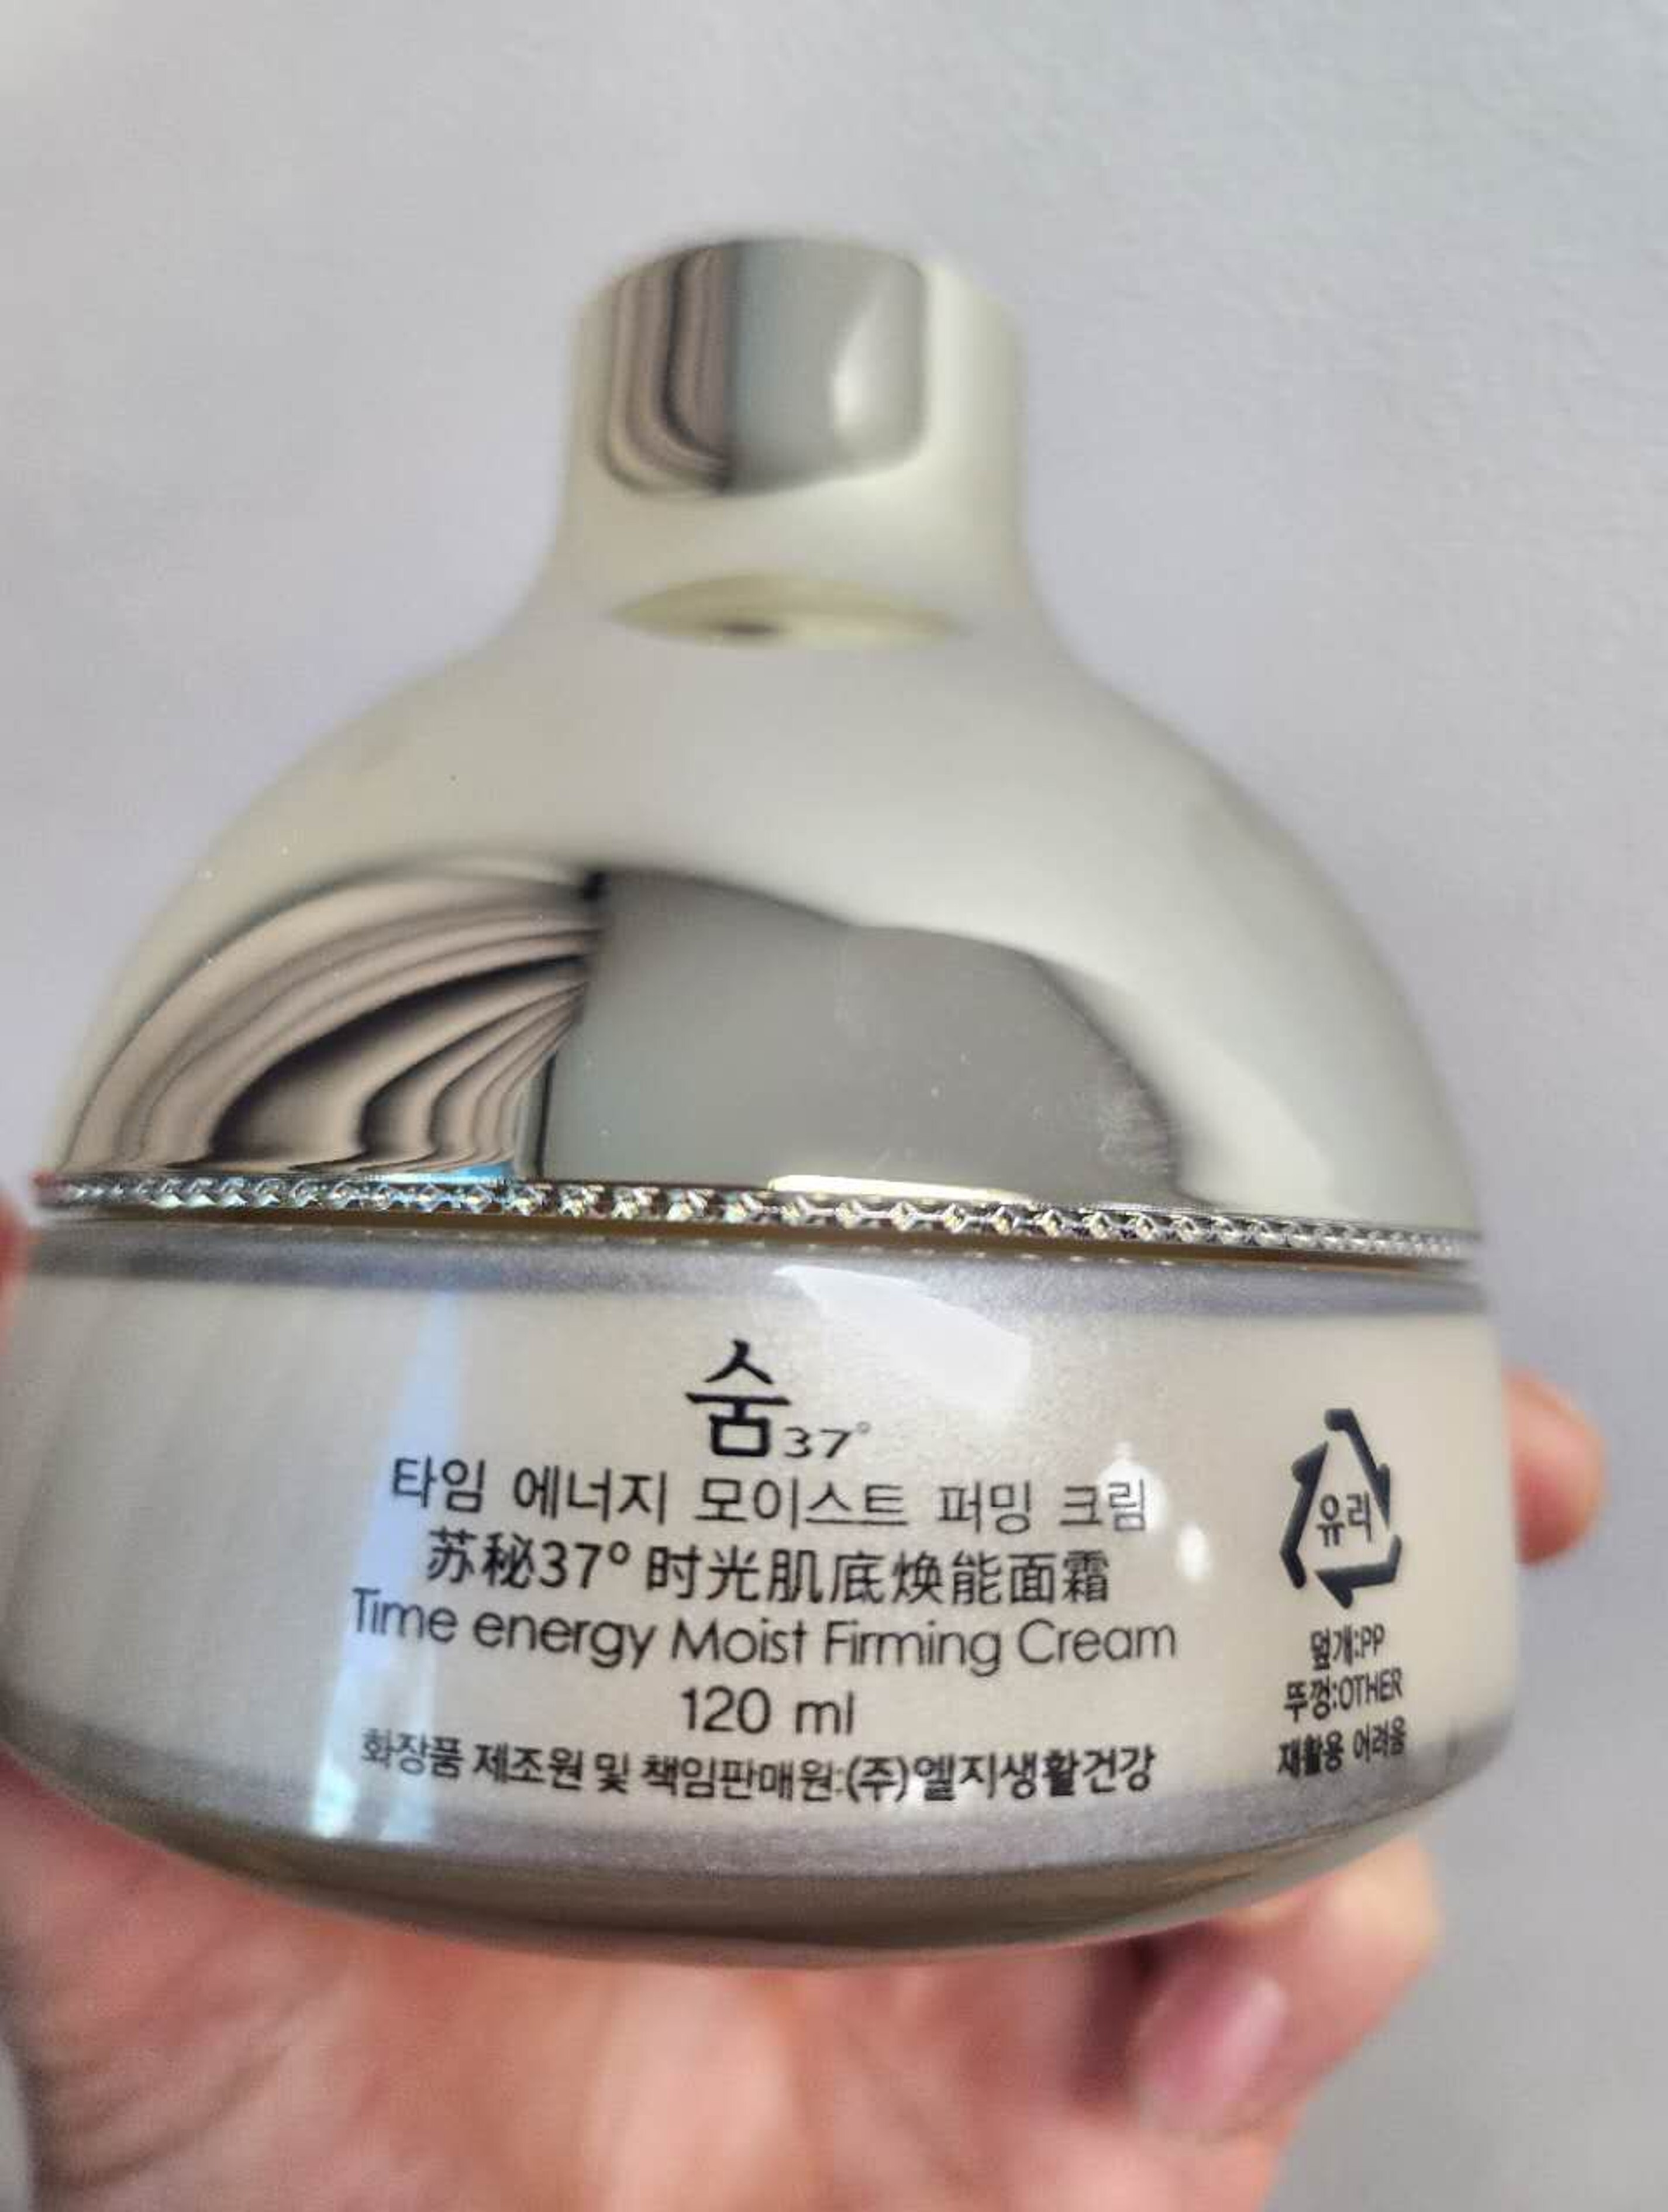 숨37°
타임 에너지 모이스트 퍼밍 크림
苏秘37° 时光肌底焕能面霜
Time energy Moist Firming Cream
120 ml
화장품 제조원 및 책임판매원:(주)엘지생활건강
유리
덮개:PP
뚜껑:OTHER
재활용 어려움